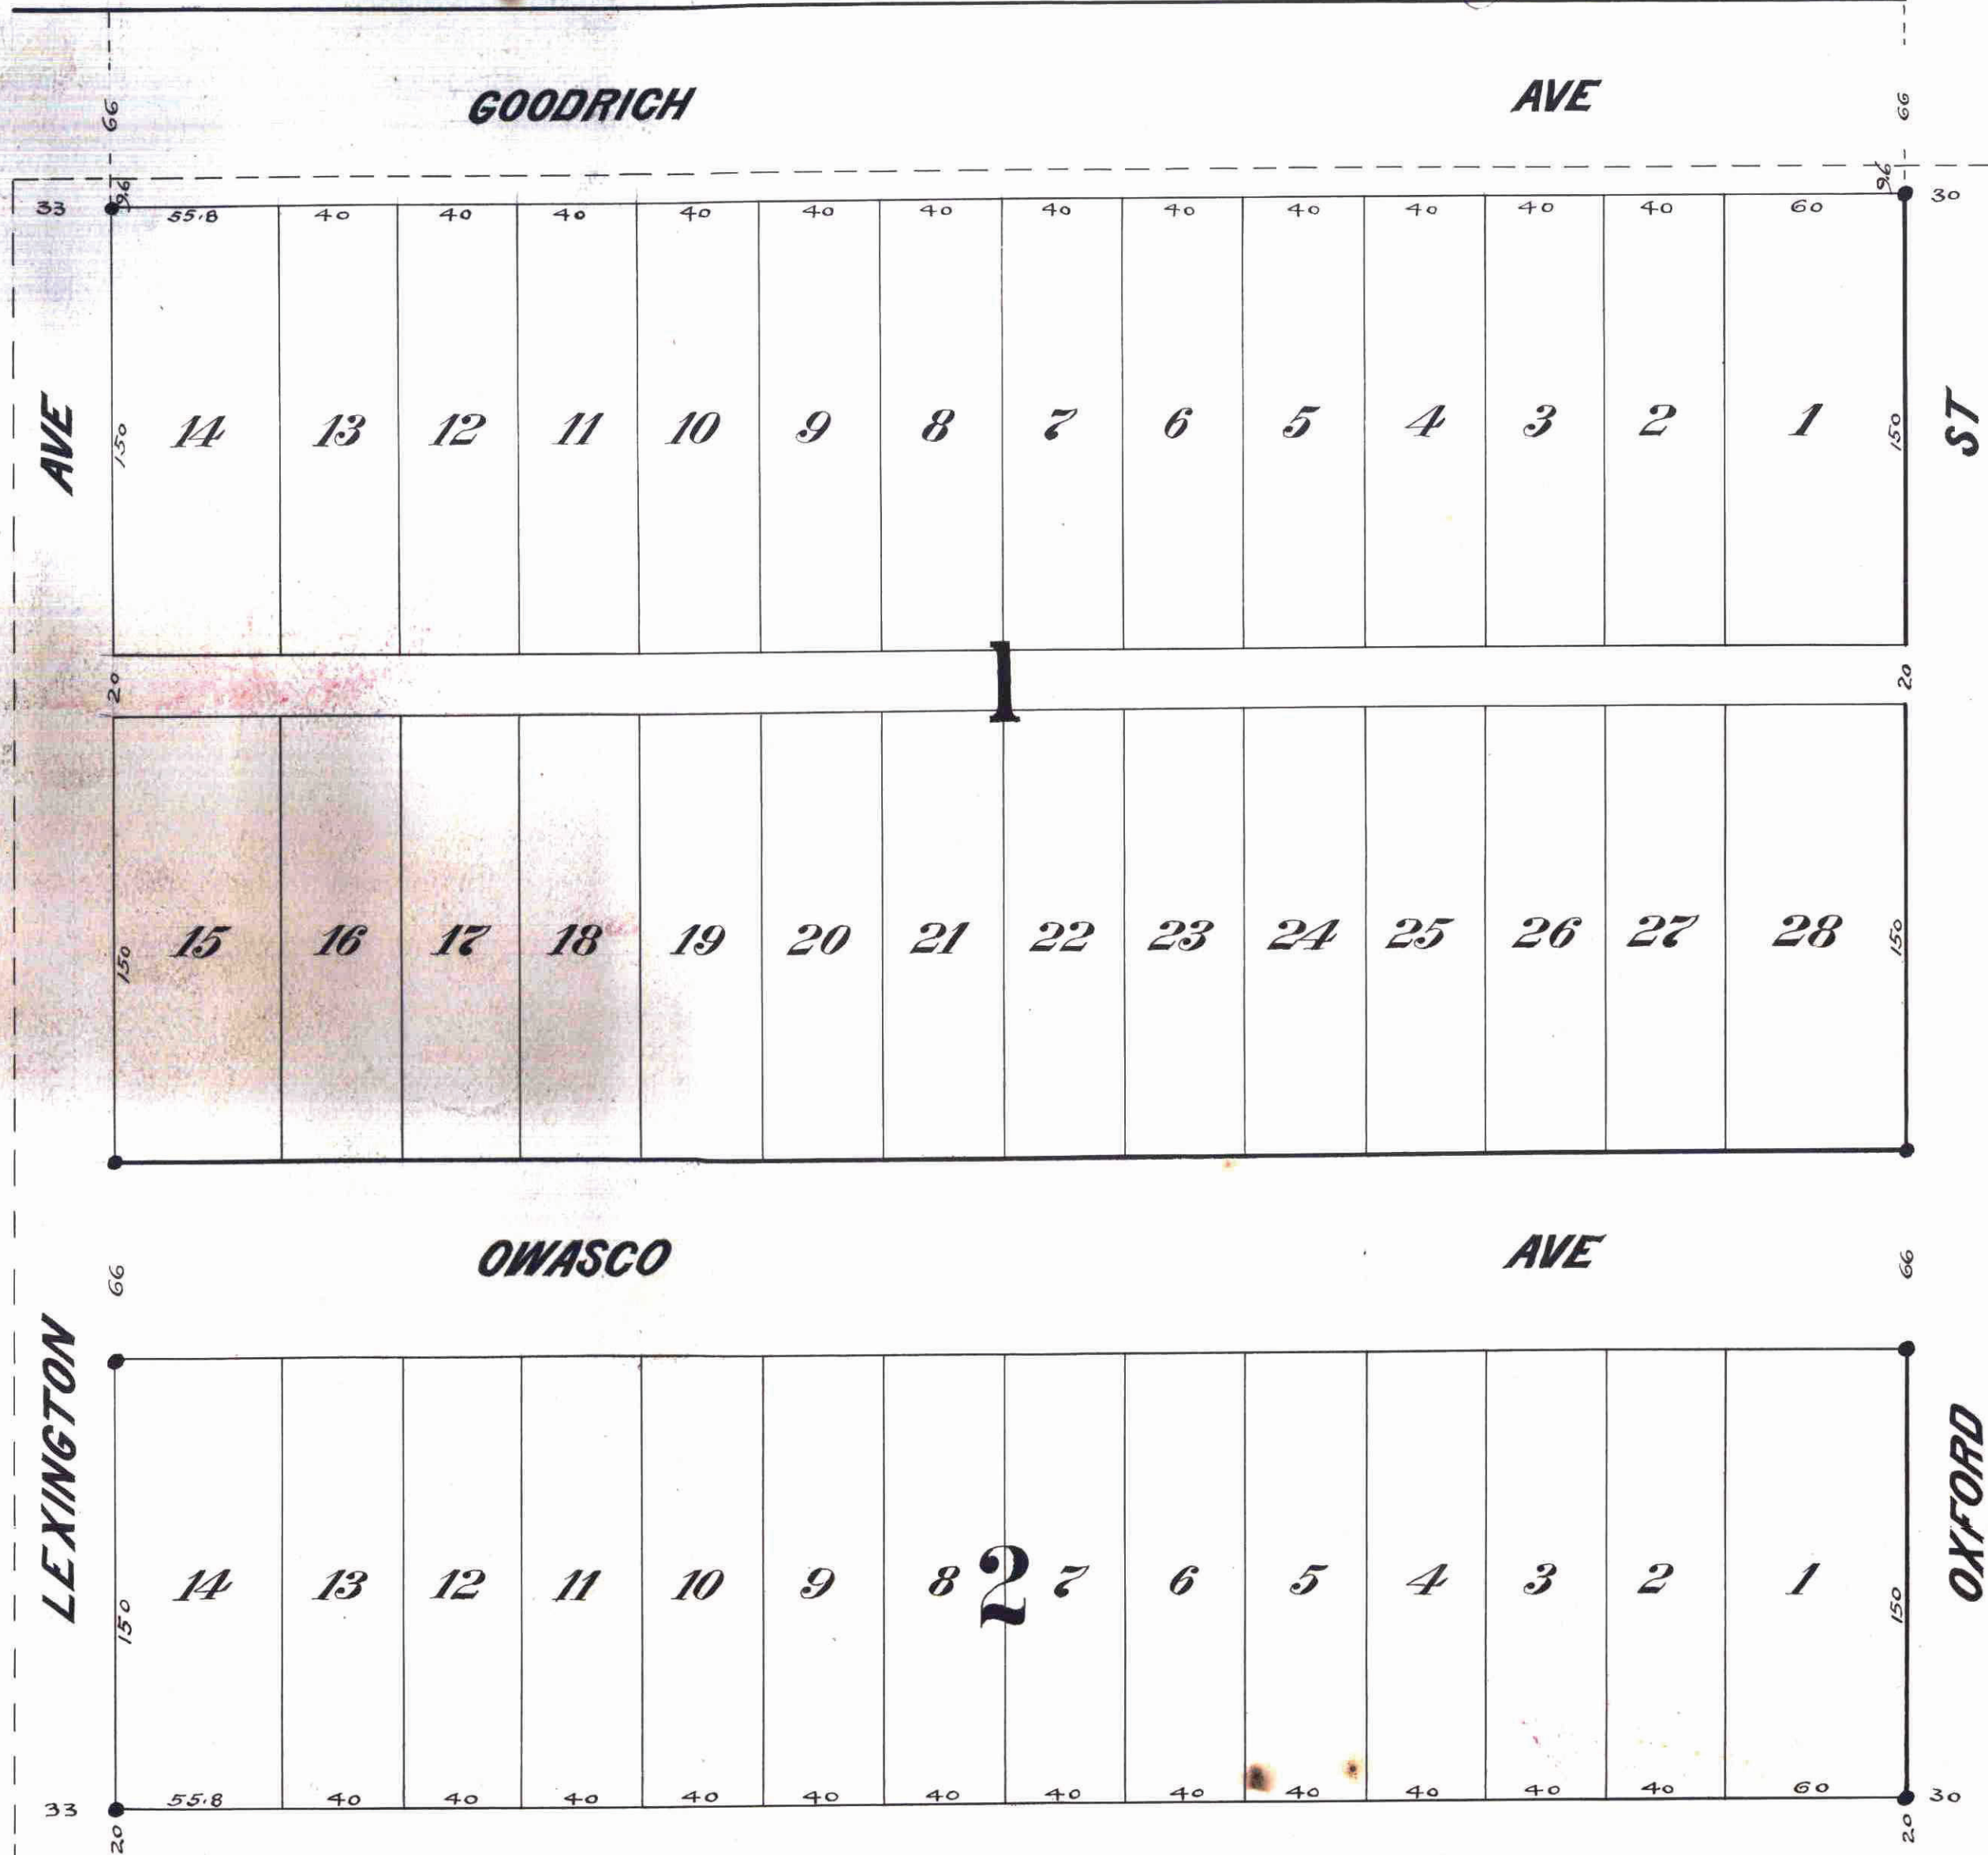 66 GOODRICH AVE 66
9.6 9.6
33 55.8 40 40 40 40 40 40 40 40 40 40 40 40 60 30
AVE 150 14 13 12 11 10 9 8 7 6 5 4 3 2 1 150 ST
20 1 20
150 15 16 17 18 19 20 21 22 23 24 25 26 27 28 150
66 OWASCO AVE 66
LEXINGTON 150 14 13 12 11 10 9 8 2 7 6 5 4 3 2 1 150 OXFORD
33 55.8 40 40 40 40 40 40 40 40 40 40 40 40 60 30
20 20